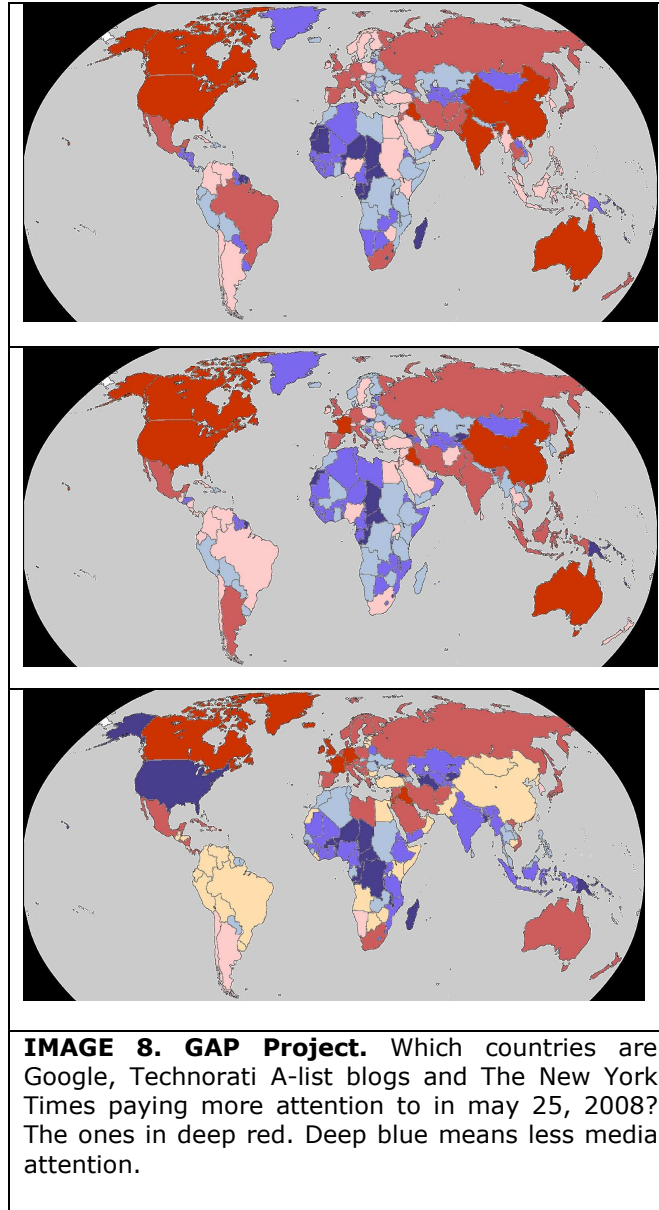 IMAGE 8. GAP Project. Which countries are
Google, Technorati A-list blogs and The New York
Times paying more attention to in may 25, 2008?
The ones in deep red. Deep blue means less media
attention.